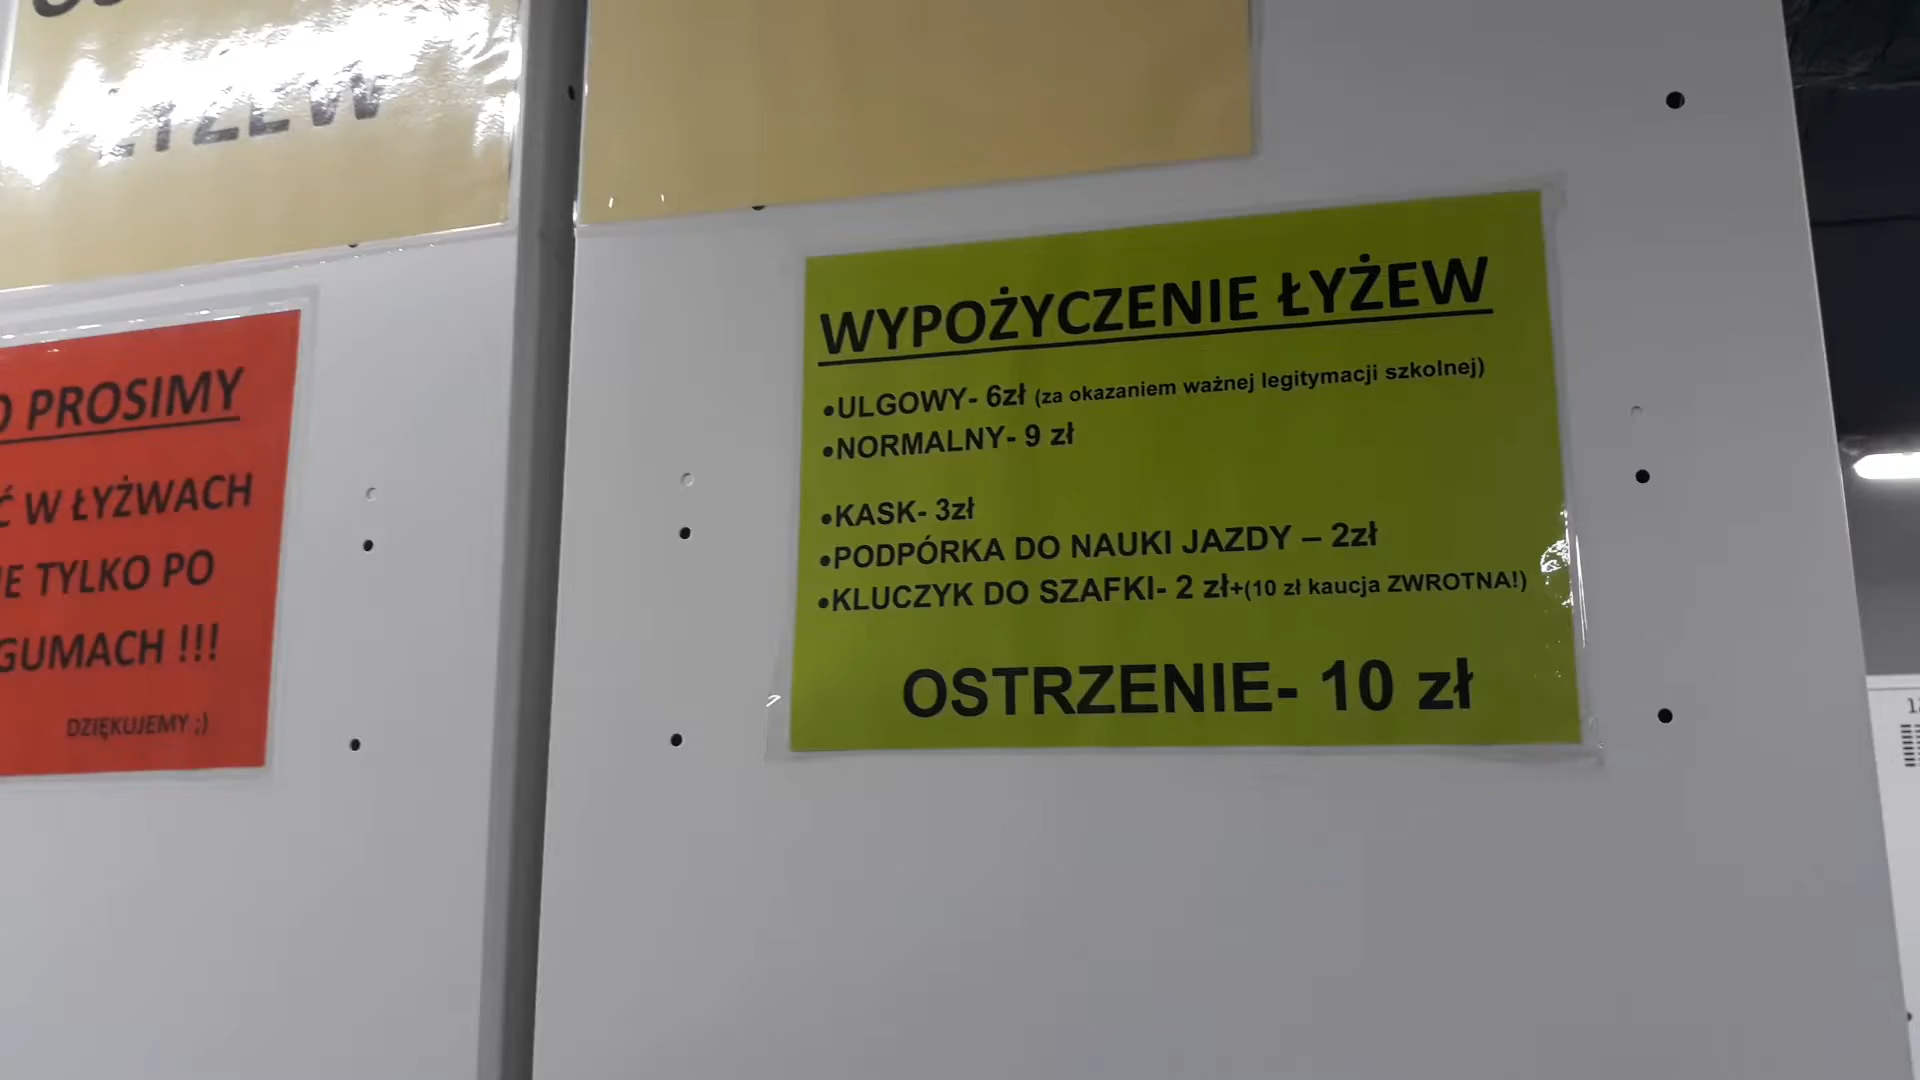 ŁYŻEW
PROSIMY
W ŁYŻWACH
TYLKO PO
GUMACH !!!
DZIĘKUJEMY ;)
WYPOŻYCZENIE ŁYŻEW
•ULGOWY- 6zł (za okazaniem ważnej legitymacji szkolnej)
•NORMALNY- 9 zł
•KASK- 3zł
•PODPÓRKA DO NAUKI JAZDY – 2zł
•KLUCZYK DO SZAFKI- 2 zł+(10 zł kaucja ZWROTNA!)
OSTRZENIE- 10 zł